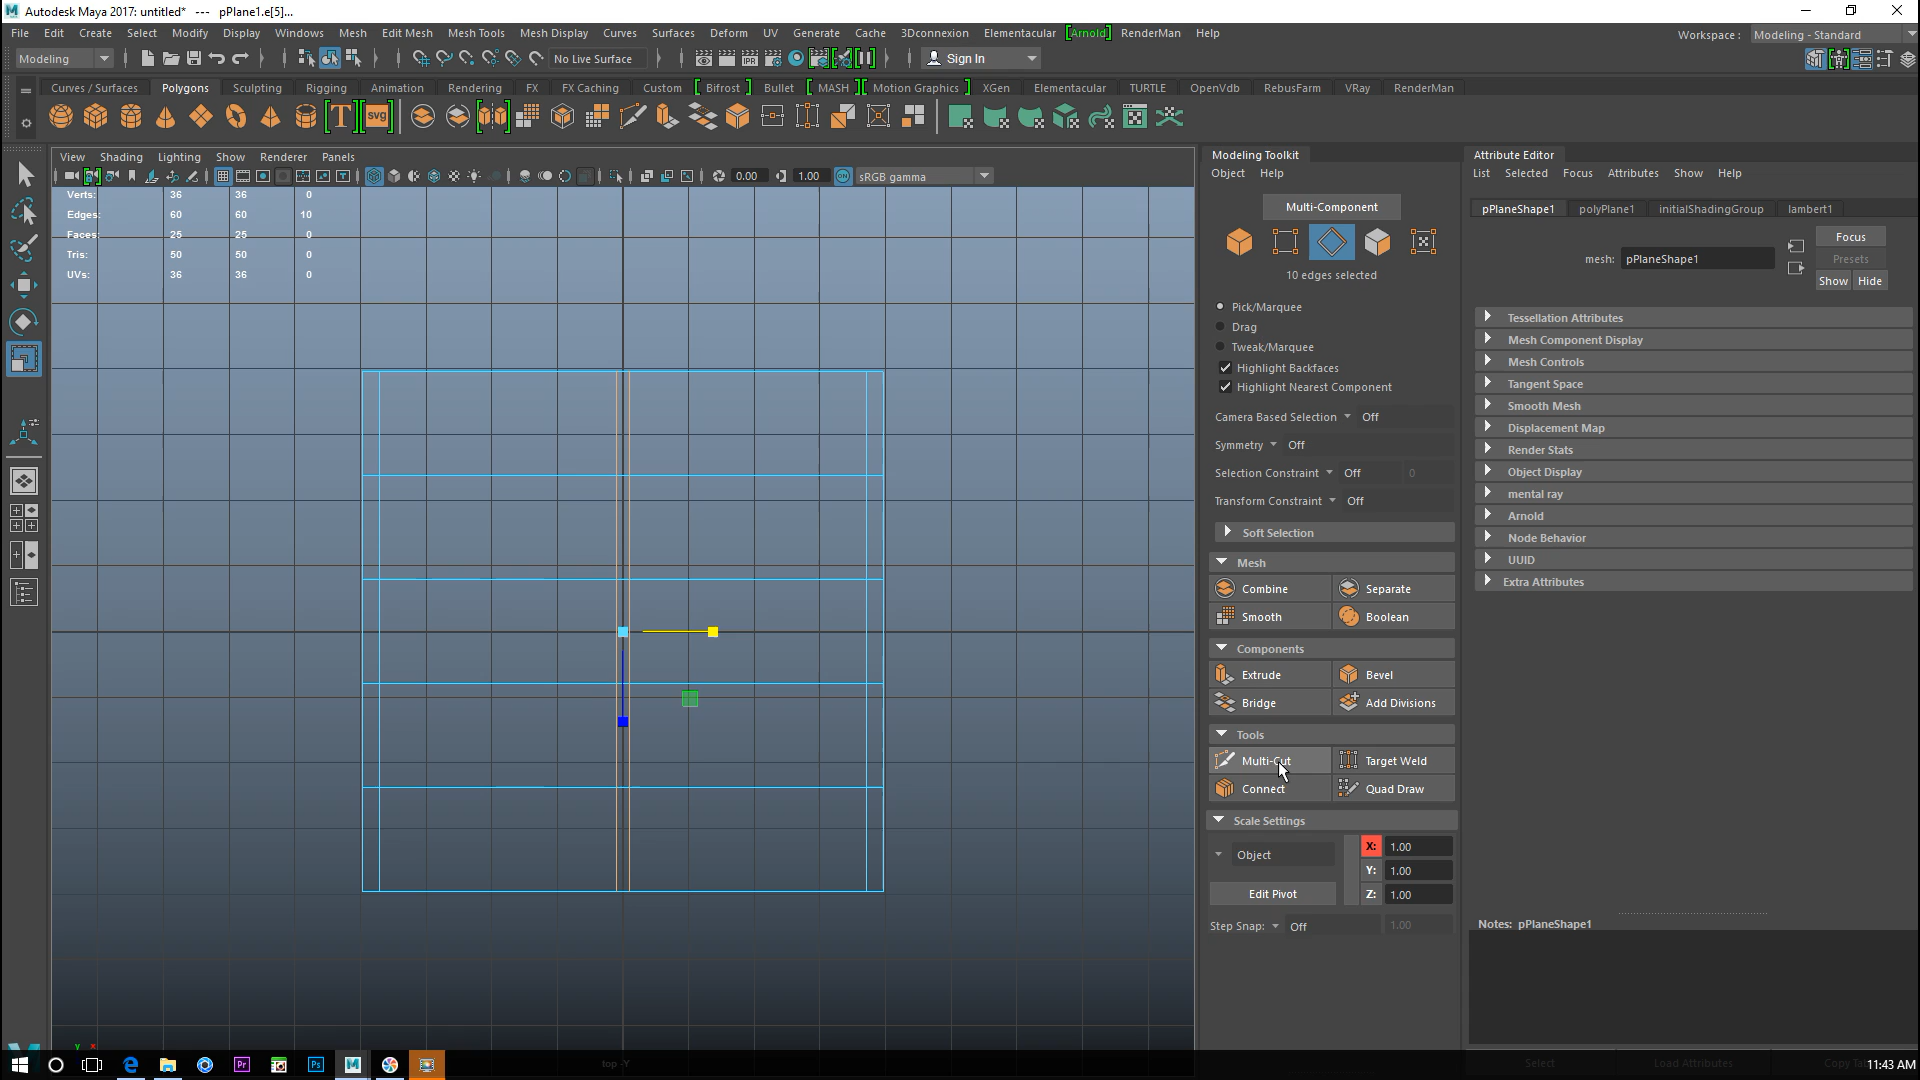 Autodesk Maya 2017: untitled* --- pPlane1.e[5]...
File Edit Create Select Modify Display Windows Mesh Edit Mesh Mesh Tools Mesh Display Curves Surfaces Deform UV Generate Cache 3Dconnexion Elementacular [Arnold] RenderMan Help
Workspace : Modeling - Standard
Modeling No Live Surface IPR Sign In
Curves / Surfaces Polygons Sculpting Rigging Animation Rendering FX FX Caching Custom [ Bifrost ] Bullet [ MASH ] [ Motion Graphics ] XGen Elementacular TURTLE OpenVdb RebusFarm VRay RenderMan
T svg
View Shading Lighting Show Renderer Panels
0.00 1.00 ON sRGB gamma
Verts: 36 36 0
Edges: 60 60 10
Faces: 25 25 0
Tris: 50 50 0
UVs: 36 36 0
y x
top -Y
Modeling Toolkit
Object Help
Multi-Component
10 edges selected
Pick/Marquee
Drag
Tweak/Marquee
Highlight Backfaces
Highlight Nearest Component
Camera Based Selection Off
Symmetry Off
Selection Constraint Off 0
Transform Constraint Off
Soft Selection
Mesh
Combine Separate
Smooth Boolean
Components
Extrude Bevel
Bridge Add Divisions
Tools
Multi-Cut Target Weld
Connect Quad Draw
Scale Settings
Object
Edit Pivot
X: 1.00
Y: 1.00
Z: 1.00
Step Snap: Off 1.00
Attribute Editor
List Selected Focus Attributes Show Help
pPlaneShape1 polyPlane1 initialShadingGroup lambert1
mesh: pPlaneShape1
Focus
Presets
Show Hide
Tessellation Attributes
Mesh Component Display
Mesh Controls
Tangent Space
Smooth Mesh
Displacement Map
Render Stats
Object Display
mental ray
Arnold
Node Behavior
UUID
Extra Attributes
Notes: pPlaneShape1
Select Load Attributes
Pr Ps M
11:43 AM